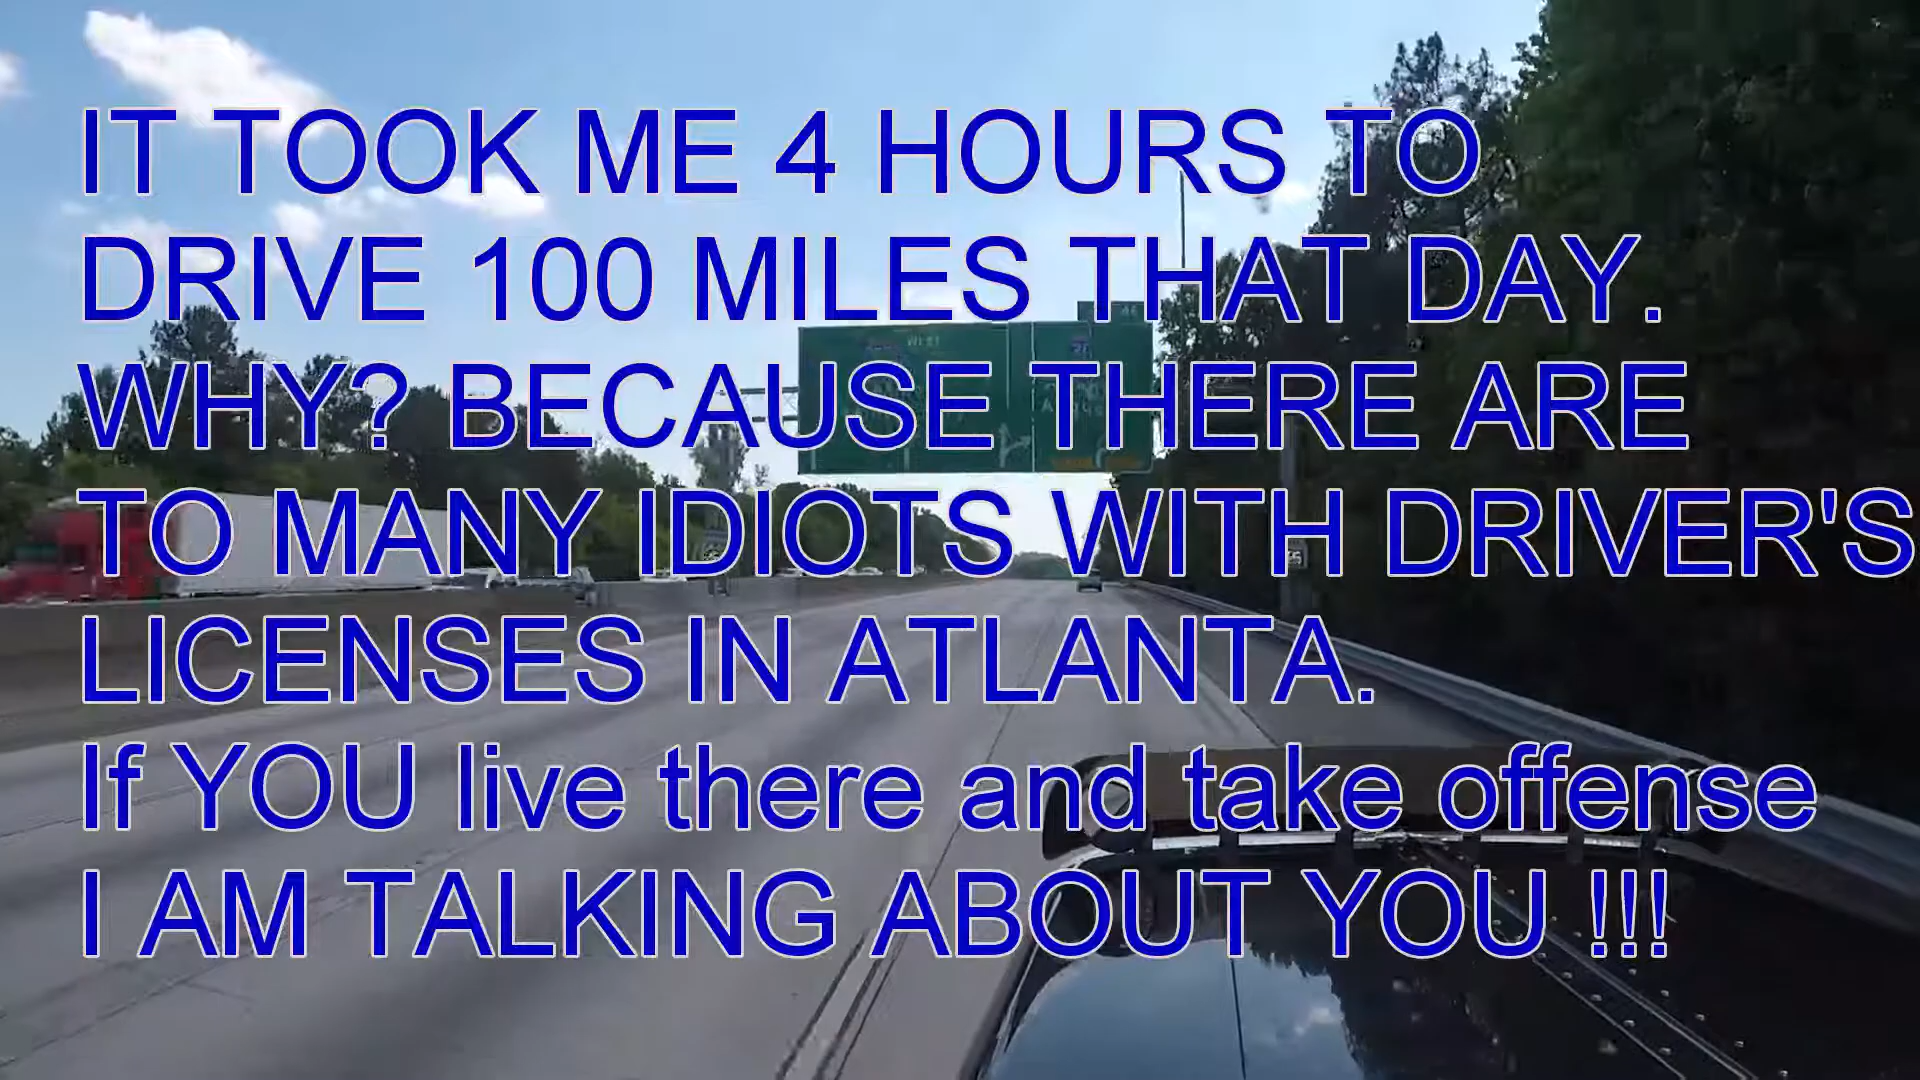 IT TOOK ME 4 HOURS TO
DRIVE 100 MILES THAT DAY.
WHY? BECAUSE THERE ARE
TO MANY IDIOTS WITH DRIVER'S
LICENSES IN ATLANTA.
If YOU live there and take offense
I AM TALKING ABOUT YOU !!!
WEST